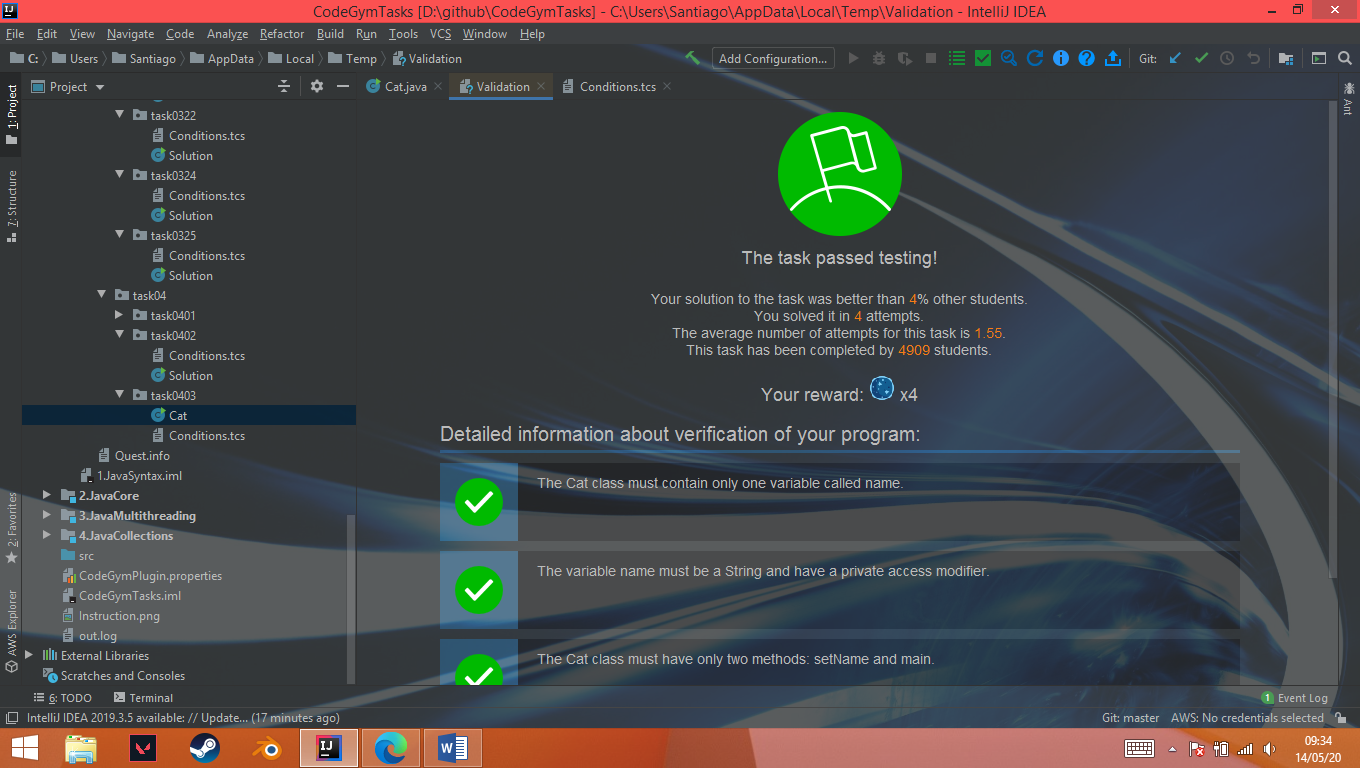 CodeGymTasks [D:\github\CodeGymTasks] - C:\Users\Santiago\AppData\Local\Temp\Validation - IntelliJ IDEA
File Edit View Navigate Code Analyze Refactor Build Run Tools VCS Window Help
C: Users Santiago AppData Local Temp Validation Add Configuration... Git:
Project
Cat.java Validation Conditions.tcs
1: Project
7: Structure
2: Favorites
AWS Explorer
Ant
task0322
Conditions.tcs
Solution
task0324
Conditions.tcs
Solution
task0325
Conditions.tcs
Solution
task04
task0401
task0402
Conditions.tcs
Solution
task0403
Cat
Conditions.tcs
Quest.info
1.JavaSyntax.iml
2.JavaCore
3.JavaMultithreading
4.JavaCollections
src
CodeGymPlugin.properties
CodeGymTasks.iml
Instruction.png
out.log
External Libraries
Scratches and Consoles
The task passed testing!
Your solution to the task was better than 4% other students.
You solved it in 4 attempts.
The average number of attempts for this task is 1.55.
This task has been completed by 4909 students.
Your reward: x4
Detailed information about verification of your program:
The Cat class must contain only one variable called name.
The variable name must be a String and have a private access modifier.
The Cat class must have only two methods: setName and main.
6: TODO Terminal 1 Event Log
IntelliJ IDEA 2019.3.5 available: // Update... (17 minutes ago) Git: master AWS: No credentials selected
09:34
14/05/20